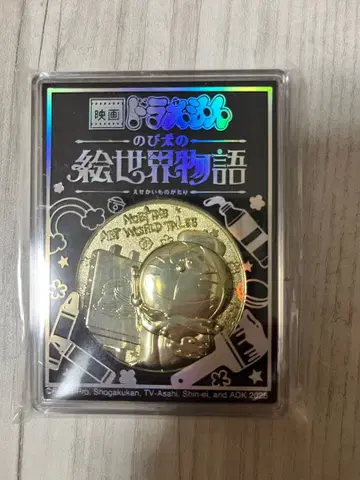 映画ドラえもん
のび太の
絵世界物語
えせかいものがたり
NOBITA'S
ART WORLD TALES
Pro, Shogakukan, TV-Asahi, Shin-ei, and ADK 2025